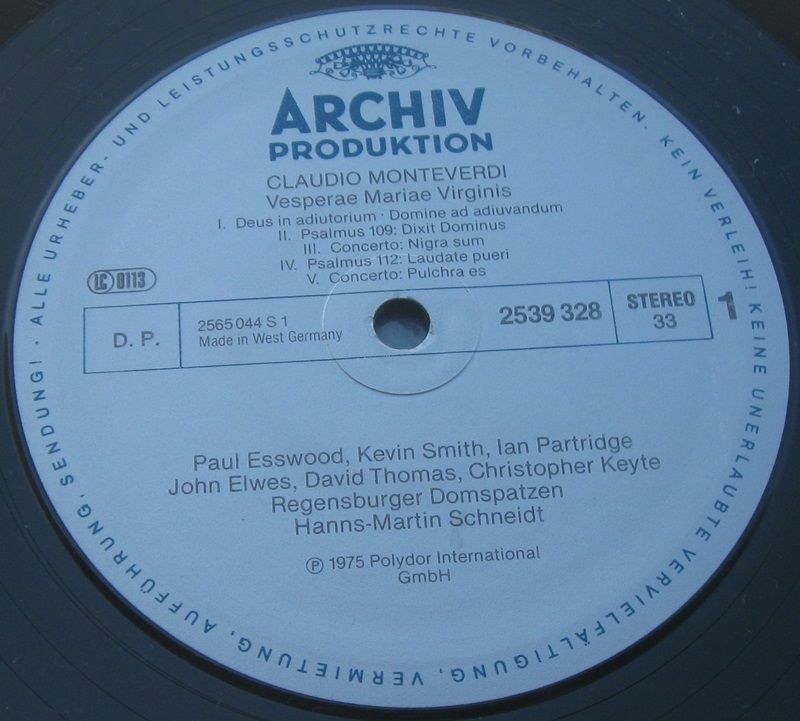 ALLE URHEBER- UND LEISTUNGSSCHUTZRECHTE VORBEHALTEN. KEIN VERLEIH! KEINE UNERLAUBTE VERVIELFÄLTIGUNG, VERMIETUNG, AUFFÜHRUNG, SENDUNG! ·
ARCHIV
PRODUKTION
CLAUDIO MONTEVERDI
Vesperae Mariae Virginis
I. Deus in adiutorium · Domine ad adiuvandum
II. Psalmus 109: Dixit Dominus
III. Concerto: Nigra sum
IV. Psalmus 112: Laudate pueri
V. Concerto: Pulchra es
LC 0113
D. P.
2565 044 S 1
Made in West Germany
2539 328
STEREO
33
1
Paul Esswood, Kevin Smith, Ian Partridge
John Elwes, David Thomas, Christopher Keyte
Regensburger Domspatzen
Hanns-Martin Schneidt
℗ 1975 Polydor International
GmbH